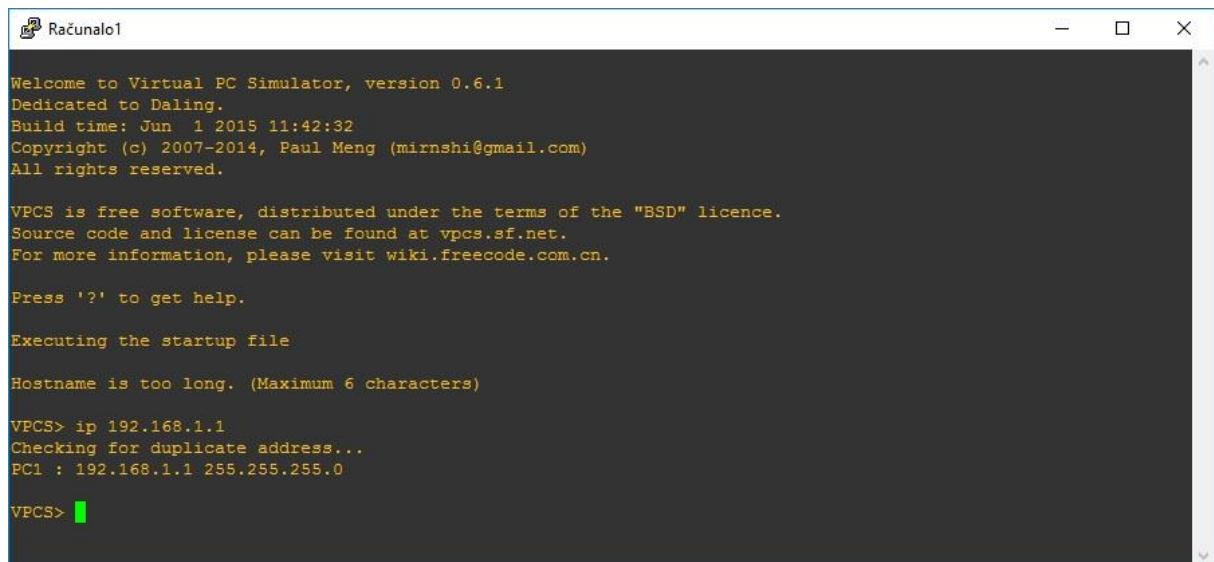 Računalo1
Welcome to Virtual PC Simulator, version 0.6.1
Dedicated to Daling.
Build time: Jun  1 2015 11:42:32
Copyright (c) 2007-2014, Paul Meng (mirnshi@gmail.com)
All rights reserved.
VPCS is free software, distributed under the terms of the "BSD" licence.
Source code and license can be found at vpcs.sf.net.
For more information, please visit wiki.freecode.com.cn.
Press '?' to get help.
Executing the startup file
Hostname is too long. (Maximum 6 characters)
VPCS> ip 192.168.1.1
Checking for duplicate address...
PC1 : 192.168.1.1 255.255.255.0
VPCS>